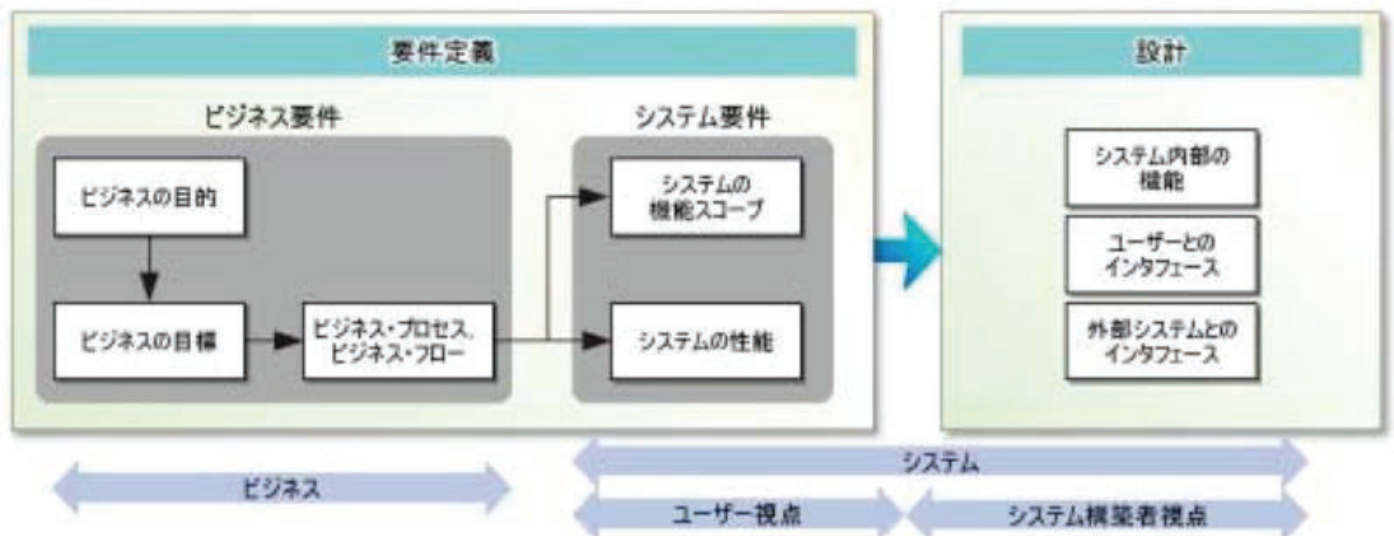 要件定義
ビジネス要件
システム要件
ビジネスの目的
ビジネスの目標
ビジネス・プロセス,
ビジネス・フロー
システムの
機能スコープ
システムの性能
設計
システム内部の
機能
ユーザーとの
インタフェース
外部システムとの
インタフェース
システム
ビジネス
ユーザー視点
システム構築者視点